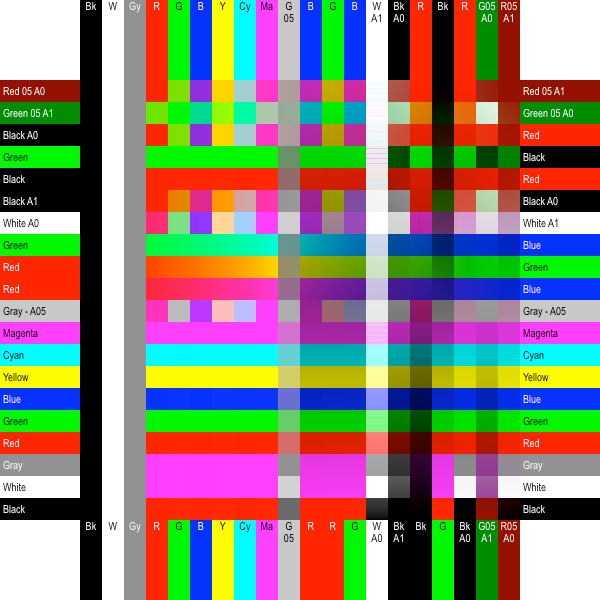 Bk W Gy R G B Y Cy Ma G B G B W Bk R Bk R G05 R05
05 A1 A0 A0 A1
Red 05 A0 Red 05 A1
Green 05 A1 Green 05 A0
Black A0 Red
Green Black
Black Red
Black A1 Black A0
White A0 White A1
Green Blue
Red Green
Red Blue
Gray - A05 Gray - A05
Magenta Magenta
Cyan Cyan
Yellow Yellow
Blue Blue
Green Green
Red Red
Gray Gray
White White
Black Black
Bk W Gy R G B Y Cy Ma G R R G W Bk Bk G Bk G05 R05
05 A0 A1 A0 A1 A0